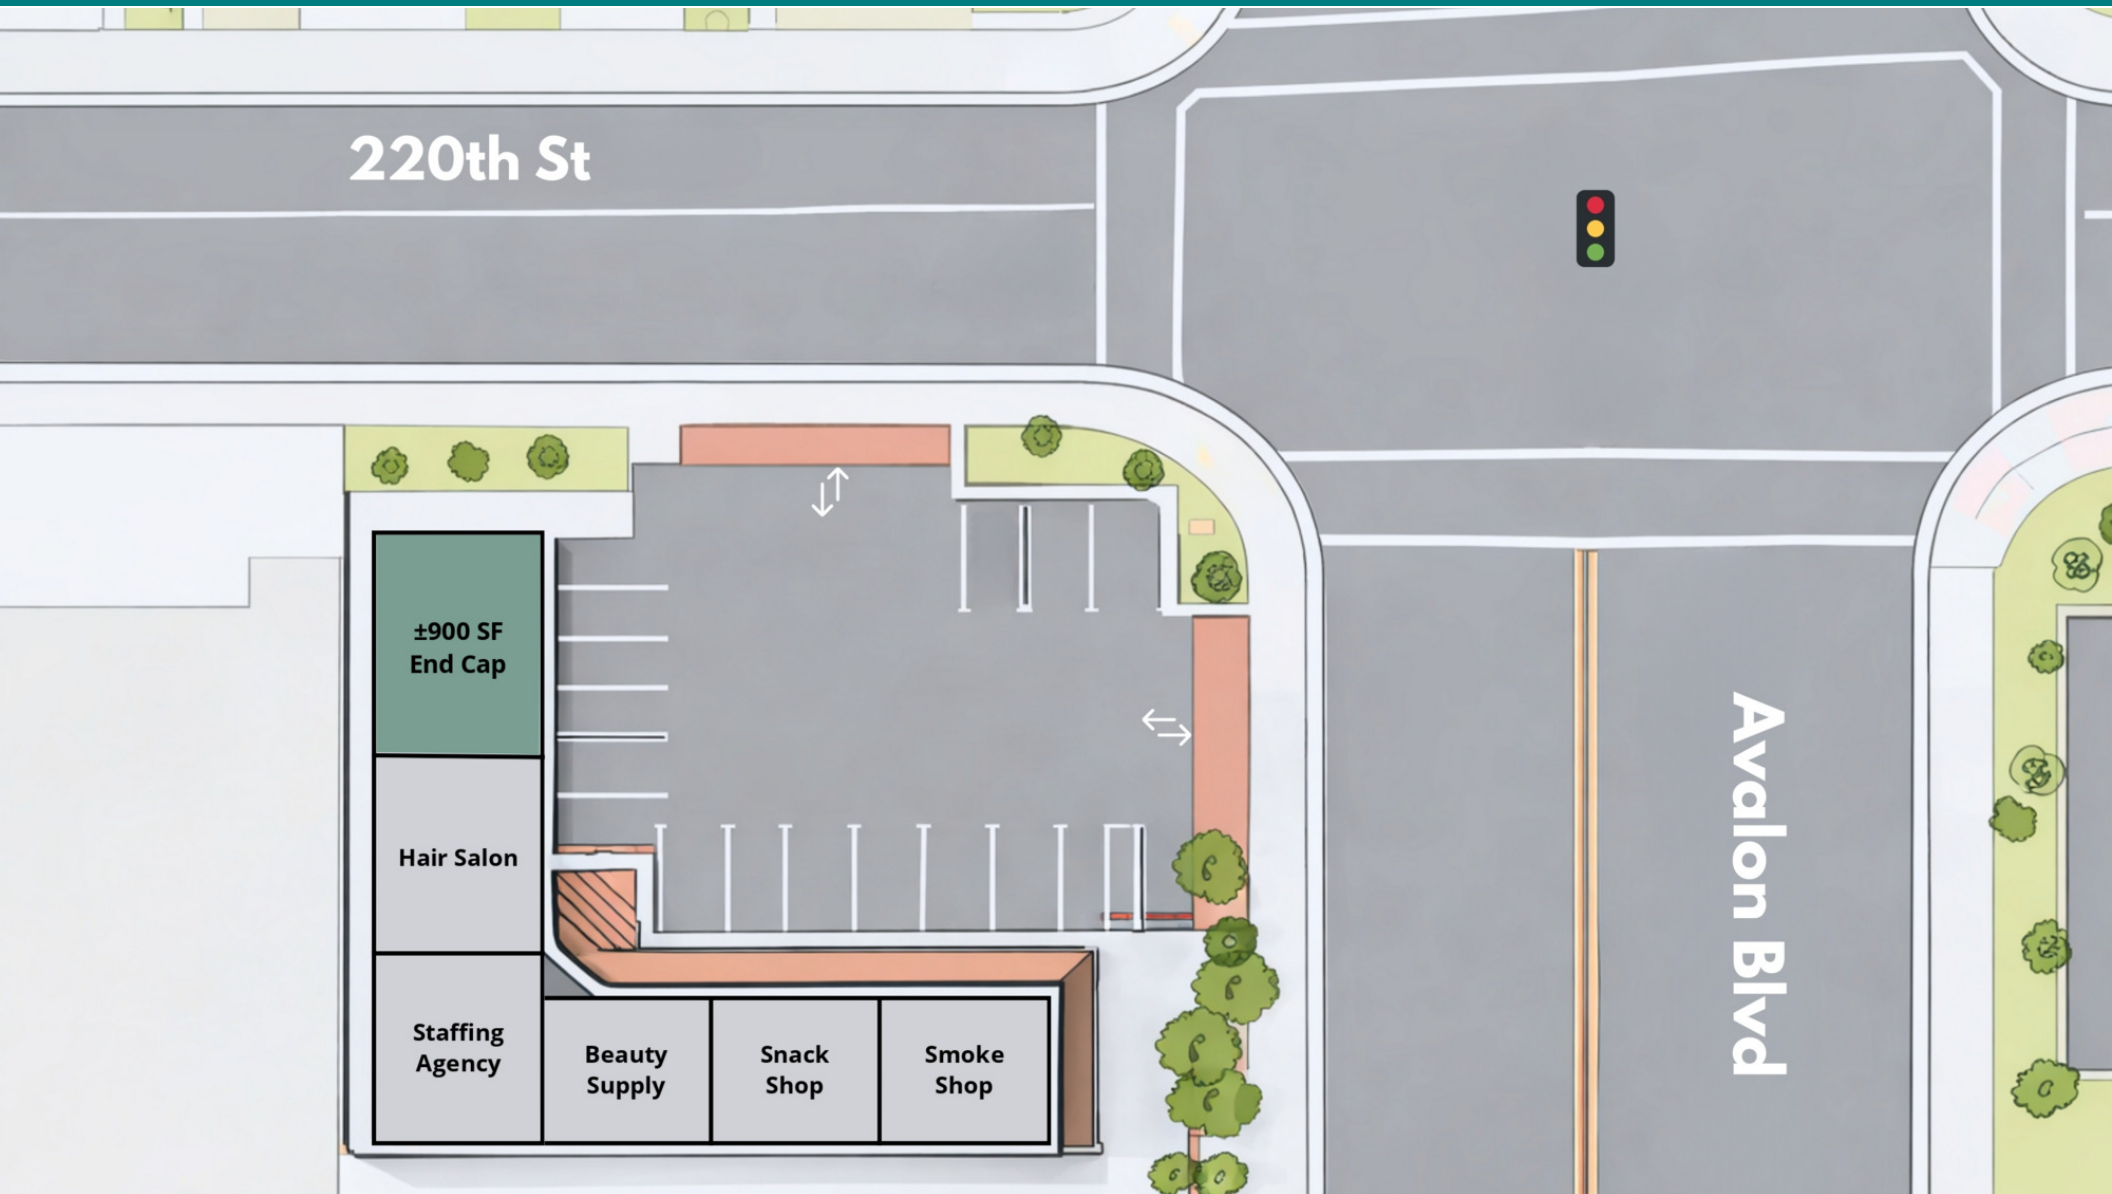 220th St
±900 SF
End Cap
Hair Salon
Staffing
Agency
Beauty
Supply
Snack
Shop
Smoke
Shop
Avalon Blvd